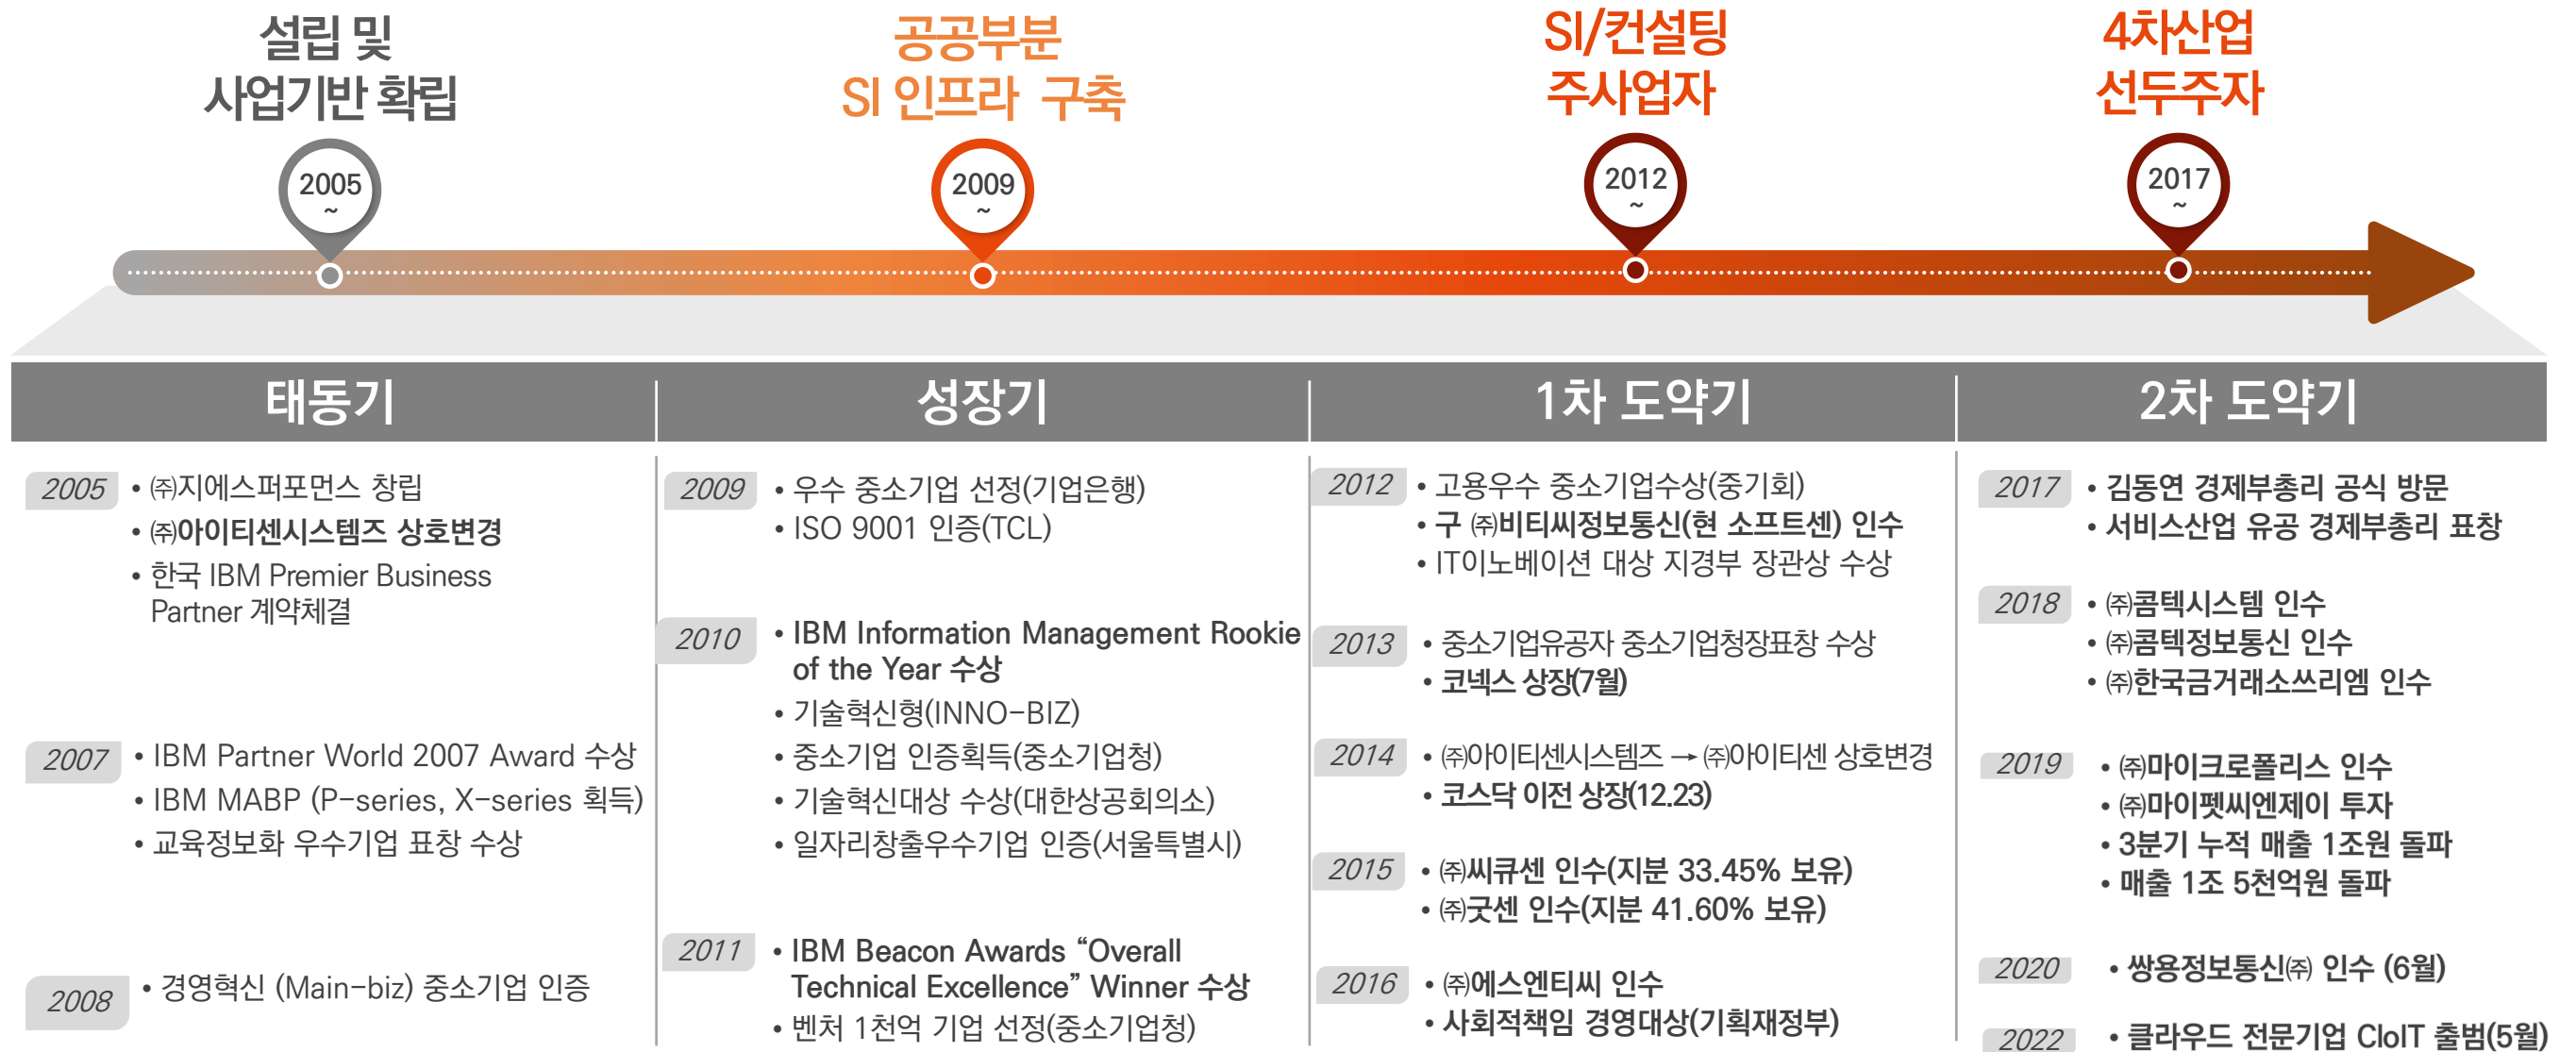 설립 및
사업기반 확립
공공부분
SI 인프라 구축
SI/컨설팅
주사업자
4차산업
선두주자
2005
~
2009
~
2012
~
2017
~
태동기
성장기
1차 도약기
2차 도약기
2005
• ㈜지에스퍼포먼스 창립
• ㈜아이티센시스템즈 상호변경
• 한국 IBM Premier Business
Partner 계약체결
2007
• IBM Partner World 2007 Award 수상
• IBM MABP (P-series, X-series 획득)
• 교육정보화 우수기업 표창 수상
2008
• 경영혁신 (Main-biz) 중소기업 인증
2009
• 우수 중소기업 선정(기업은행)
• ISO 9001 인증(TCL)
2010
• IBM Information Management Rookie
of the Year 수상
• 기술혁신형(INNO-BIZ)
• 중소기업 인증획득(중소기업청)
• 기술혁신대상 수상(대한상공회의소)
• 일자리창출우수기업 인증(서울특별시)
2011
• IBM Beacon Awards “Overall
Technical Excellence” Winner 수상
• 벤처 1천억 기업 선정(중소기업청)
2012
• 고용우수 중소기업수상(중기회)
• 구 ㈜비티씨정보통신(현 소프트센) 인수
• IT이노베이션 대상 지경부 장관상 수상
2013
• 중소기업유공자 중소기업청장표창 수상
• 코넥스 상장(7월)
2014
• ㈜아이티센시스템즈 → ㈜아이티센 상호변경
• 코스닥 이전 상장(12.23)
2015
• ㈜씨큐센 인수(지분 33.45% 보유)
• ㈜굿센 인수(지분 41.60% 보유)
2016
• ㈜에스엔티씨 인수
• 사회적책임 경영대상(기획재정부)
2017
• 김동연 경제부총리 공식 방문
• 서비스산업 유공 경제부총리 표창
2018
• ㈜콤텍시스템 인수
• ㈜콤텍정보통신 인수
• ㈜한국금거래소쓰리엠 인수
2019
• ㈜마이크로폴리스 인수
• ㈜마이펫씨엔제이 투자
• 3분기 누적 매출 1조원 돌파
• 매출 1조 5천억원 돌파
2020
• 쌍용정보통신㈜ 인수 (6월)
2022
• 클라우드 전문기업 CloIT 출범(5월)